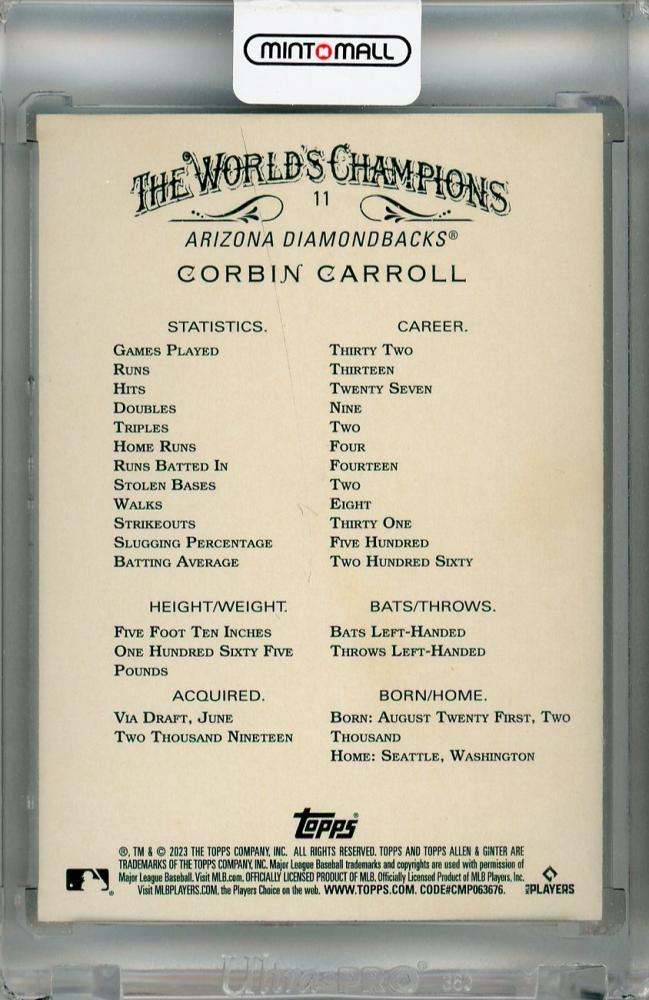 MINTMALL
THE WORLD'S CHAMPIONS
11
ARIZONA DIAMONDBACKS®
CORBIN CARROLL
STATISTICS. CAREER.
GAMES PLAYED THIRTY TWO
RUNS THIRTEEN
HITS TWENTY SEVEN
DOUBLES NINE
TRIPLES TWO
HOME RUNS FOUR
RUNS BATTED IN FOURTEEN
STOLEN BASES TWO
WALKS EIGHT
STRIKEOUTS THIRTY ONE
SLUGGING PERCENTAGE FIVE HUNDRED
BATTING AVERAGE TWO HUNDRED SIXTY
HEIGHT/WEIGHT. BATS/THROWS.
FIVE FOOT TEN INCHES BATS LEFT-HANDED
ONE HUNDRED SIXTY FIVE THROWS LEFT-HANDED
POUNDS
ACQUIRED. BORN/HOME.
VIA DRAFT, JUNE BORN: AUGUST TWENTY FIRST, TWO
TWO THOUSAND NINETEEN THOUSAND
HOME: SEATTLE, WASHINGTON
Topps®
®, TM & © 2023 THE TOPPS COMPANY, INC. ALL RIGHTS RESERVED. TOPPS AND TOPPS ALLEN & GINTER ARE
TRADEMARKS OF THE TOPPS COMPANY, INC. Major League Baseball trademarks and copyrights are used with permission of
Major League Baseball. Visit MLB.com. OFFICIALLY LICENSED PRODUCT OF MLB. Officially Licensed Product of MLB Players, Inc.
Visit MLBPLAYERS.COM, the Players Choice on the web. WWW.TOPPS.COM. CODE#CMP063676.
MLB PLAYERS
Ultra PRO® 360